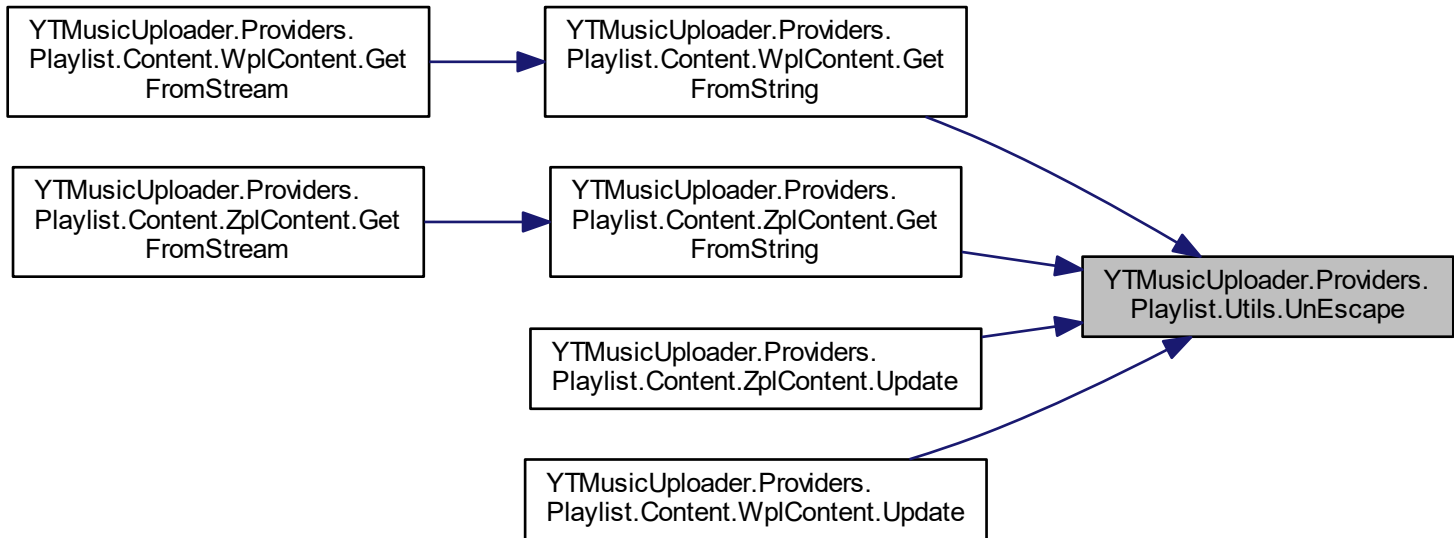 YTMusicUploader.Providers.
Playlist.Content.WplContent.Get
FromStream
YTMusicUploader.Providers.
Playlist.Content.WplContent.Get
FromString
YTMusicUploader.Providers.
Playlist.Content.ZplContent.Get
FromStream
YTMusicUploader.Providers.
Playlist.Content.ZplContent.Get
FromString
YTMusicUploader.Providers.
Playlist.Utils.UnEscape
YTMusicUploader.Providers.
Playlist.Content.ZplContent.Update
YTMusicUploader.Providers.
Playlist.Content.WplContent.Update